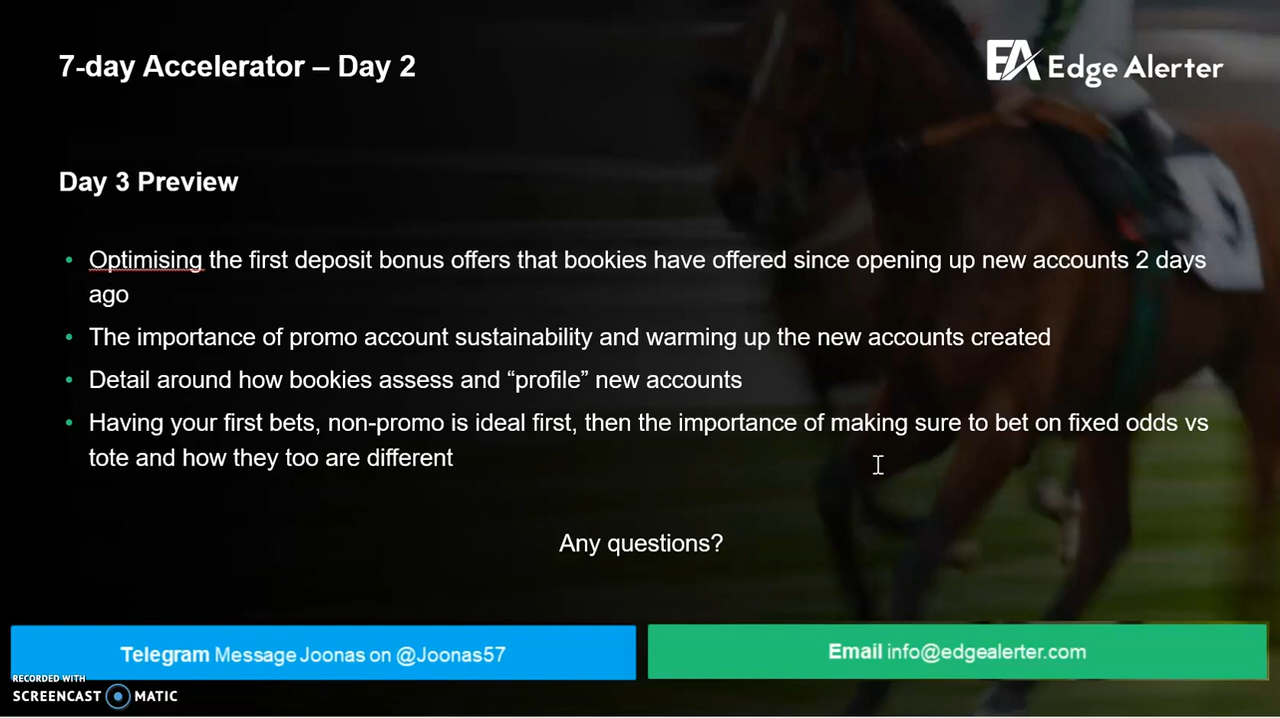 7-day Accelerator – Day 2
EA Edge Alerter
Day 3 Preview
• Optimising the first deposit bonus offers that bookies have offered since opening up new accounts 2 days
ago
• The importance of promo account sustainability and warming up the new accounts created
• Detail around how bookies assess and “profile” new accounts
• Having your first bets, non-promo is ideal first, then the importance of making sure to bet on fixed odds vs
tote and how they too are different
Any questions?
Telegram Message Joonas on @Joonas57
Email info@edgealerter.com
RECORDED WITH
SCREENCAST MATIC